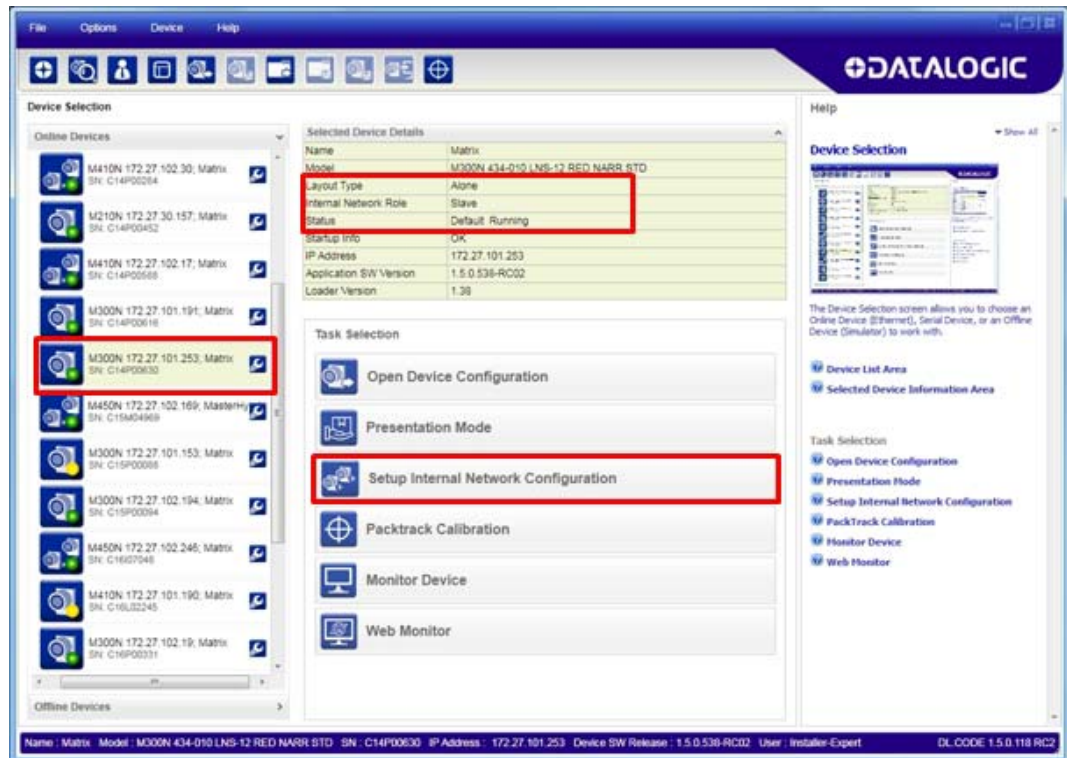 File Options Device Help
DATALOGIC
Device Selection
Online Devices
M410N 172.27.102.30; Matrix
SN: C14P00264
M210N 172.27.30.157; Matrix
SN: C14P00452
M410N 172.27.102.17; Matrix
SN: C14P00588
M300N 172.27.101.191; Matrix
SN: C14P00616
M300N 172.27.101.253; Matrix
SN: C14P00630
M450N 172.27.102.169; MasterHy
SN: C15M04969
M300N 172.27.101.153; Matrix
SN: C15P00088
M300N 172.27.102.194; Matrix
SN: C15P00094
M450N 172.27.102.246; Matrix
SN: C16I07046
M410N 172.27.101.190; Matrix
SN: C16L02245
M300N 172.27.102.19; Matrix
SN: C16P00331
Offline Devices
Selected Device Details
Name Matrix
Model M300N 434-010 LNS-12 RED NARR STD
Layout Type Alone
Internal Network Role Slave
Status Default Running
Startup Info OK
IP Address 172.27.101.253
Application SW Version 1.5.0.538-RC02
Loader Version 1.38
Task Selection
Open Device Configuration
Presentation Mode
Setup Internal Network Configuration
Packtrack Calibration
Monitor Device
Web Monitor
Help
Show All
Device Selection
The Device Selection screen allows you to choose an
Online Device (Ethernet), Serial Device, or an Offline
Device (Simulator) to work with.
Device List Area
Selected Device Information Area
Task Selection
Open Device Configuration
Presentation Mode
Setup Internal Network Configuration
PackTrack Calibration
Monitor Device
Web Monitor
Name : Matrix Model : M300N 434-010 LNS-12 RED NARR STD SN : C14P00630 IP Address : 172.27.101.253 Device SW Release : 1.5.0.538-RC02 User : Installer-Expert DL.CODE 1.5.0.118 RC2